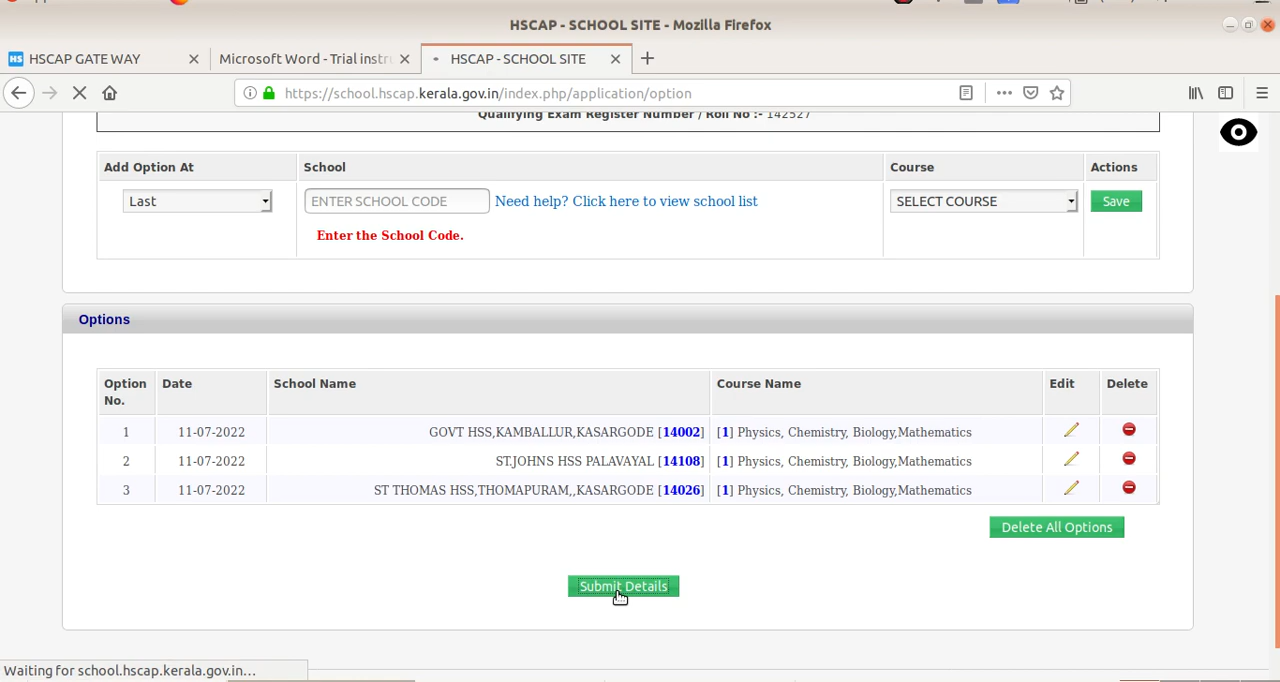 HSCAP - SCHOOL SITE - Mozilla Firefox
HS HSCAP GATE WAY
Microsoft Word - Trial instru
HSCAP - SCHOOL SITE
https://school.hscap.kerala.gov.in/index.php/application/option
Qualifying Exam Register Number / Roll No :- 142527
Add Option At School Course Actions
Last ENTER SCHOOL CODE Need help? Click here to view school list SELECT COURSE Save
Enter the School Code.
Options
Option No. Date School Name Course Name Edit Delete
1 11-07-2022 GOVT HSS,KAMBALLUR,KASARGODE [14002] [1] Physics, Chemistry, Biology,Mathematics
2 11-07-2022 ST.JOHNS HSS PALAVAYAL [14108] [1] Physics, Chemistry, Biology,Mathematics
3 11-07-2022 ST THOMAS HSS,THOMAPURAM,,KASARGODE [14026] [1] Physics, Chemistry, Biology,Mathematics
Delete All Options
Submit Details
Waiting for school.hscap.kerala.gov.in...